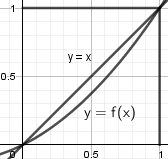 1
y = x
0.5
y = f(x)
0
0.5
1